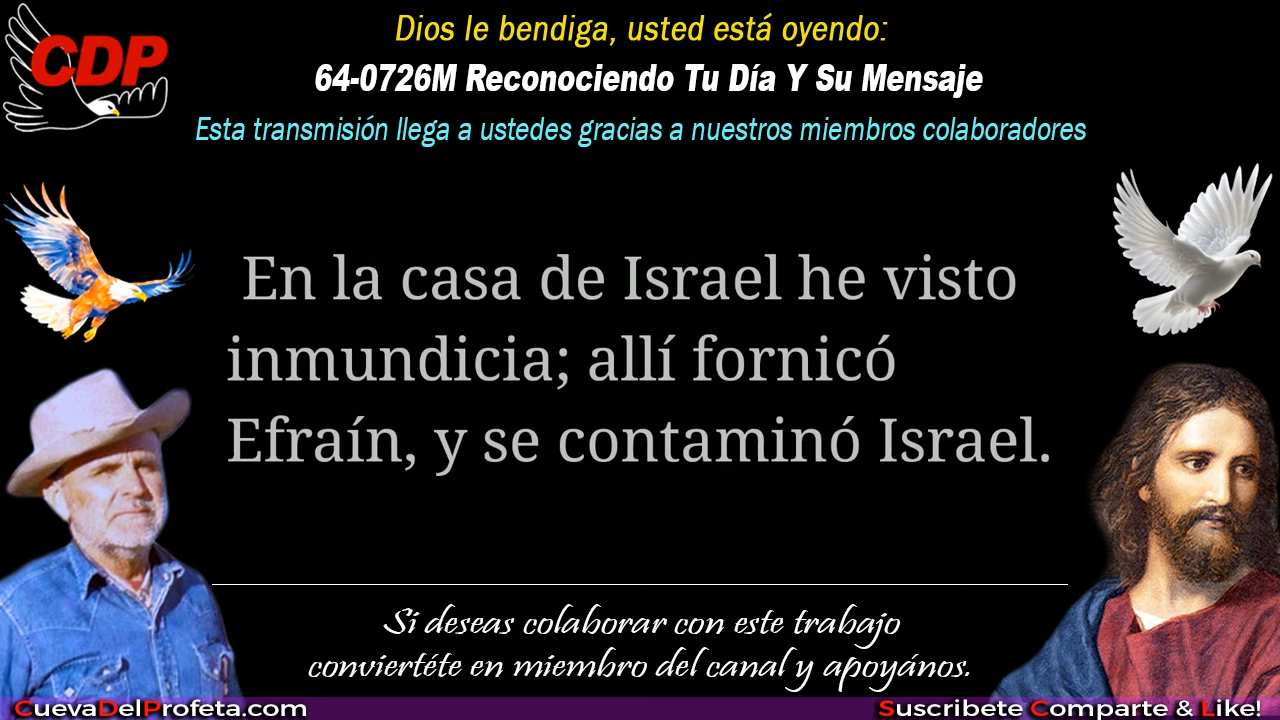 CDP
Dios le bendiga, usted está oyendo:
64-0726M Reconociendo Tu Día Y Su Mensaje
Esta transmisión llega a ustedes gracias a nuestros miembros colaboradores
En la casa de Israel he visto
inmundicia; allí fornicó
Efraín, y se contaminó Israel.
Si deseas colaborar con este trabajo
conviertéte en miembro del canal y apoyános.
CuevaDelProfeta.com
Suscribete Comparte & Like!